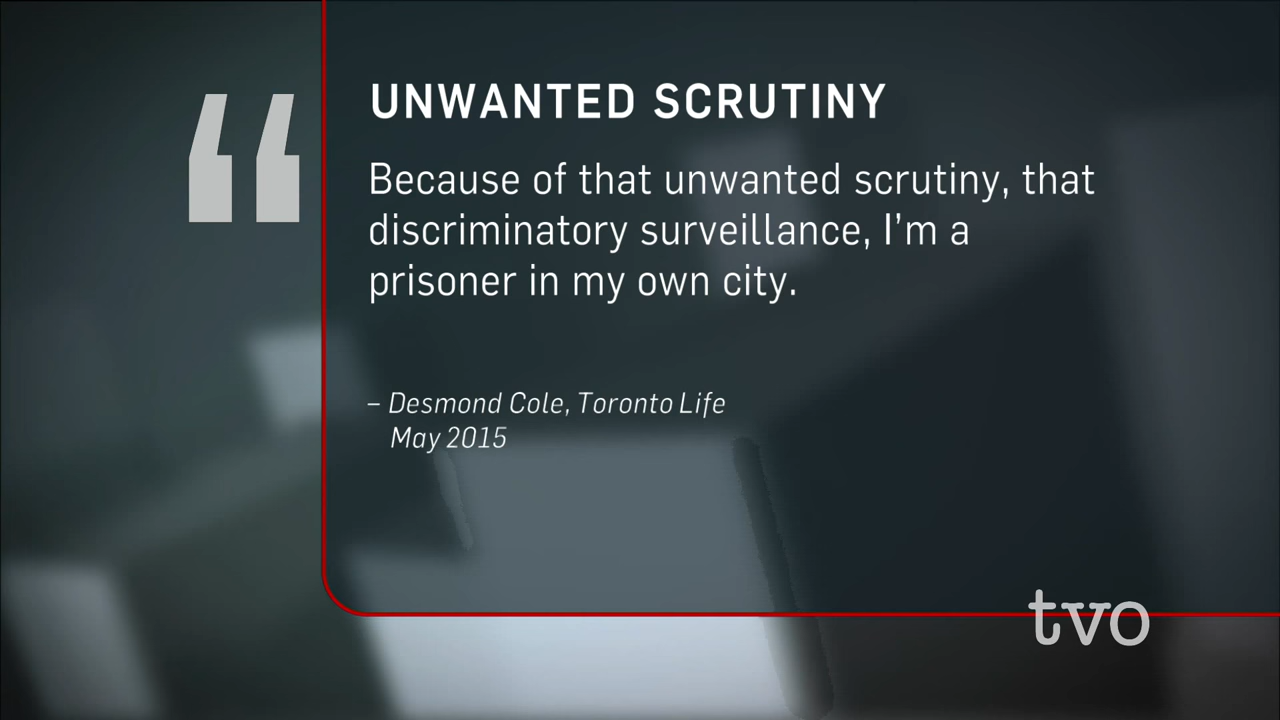 “
UNWANTED SCRUTINY
Because of that unwanted scrutiny, that
discriminatory surveillance, I’m a
prisoner in my own city.
– Desmond Cole, Toronto Life
May 2015
tvo